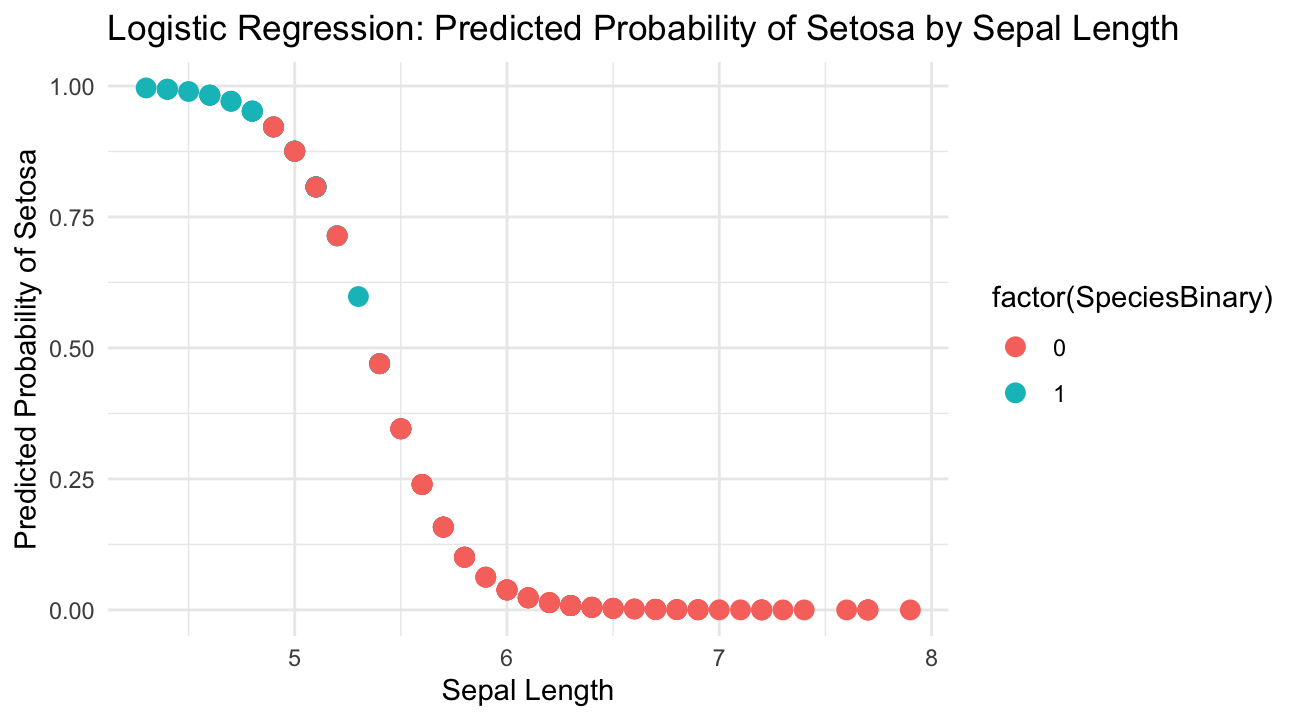 Logistic Regression: Predicted Probability of Setosa by Sepal Length
Predicted Probability of Setosa
1.00
0.75
0.50
0.25
0.00
5
6
7
8
Sepal Length
factor(SpeciesBinary)
0
1